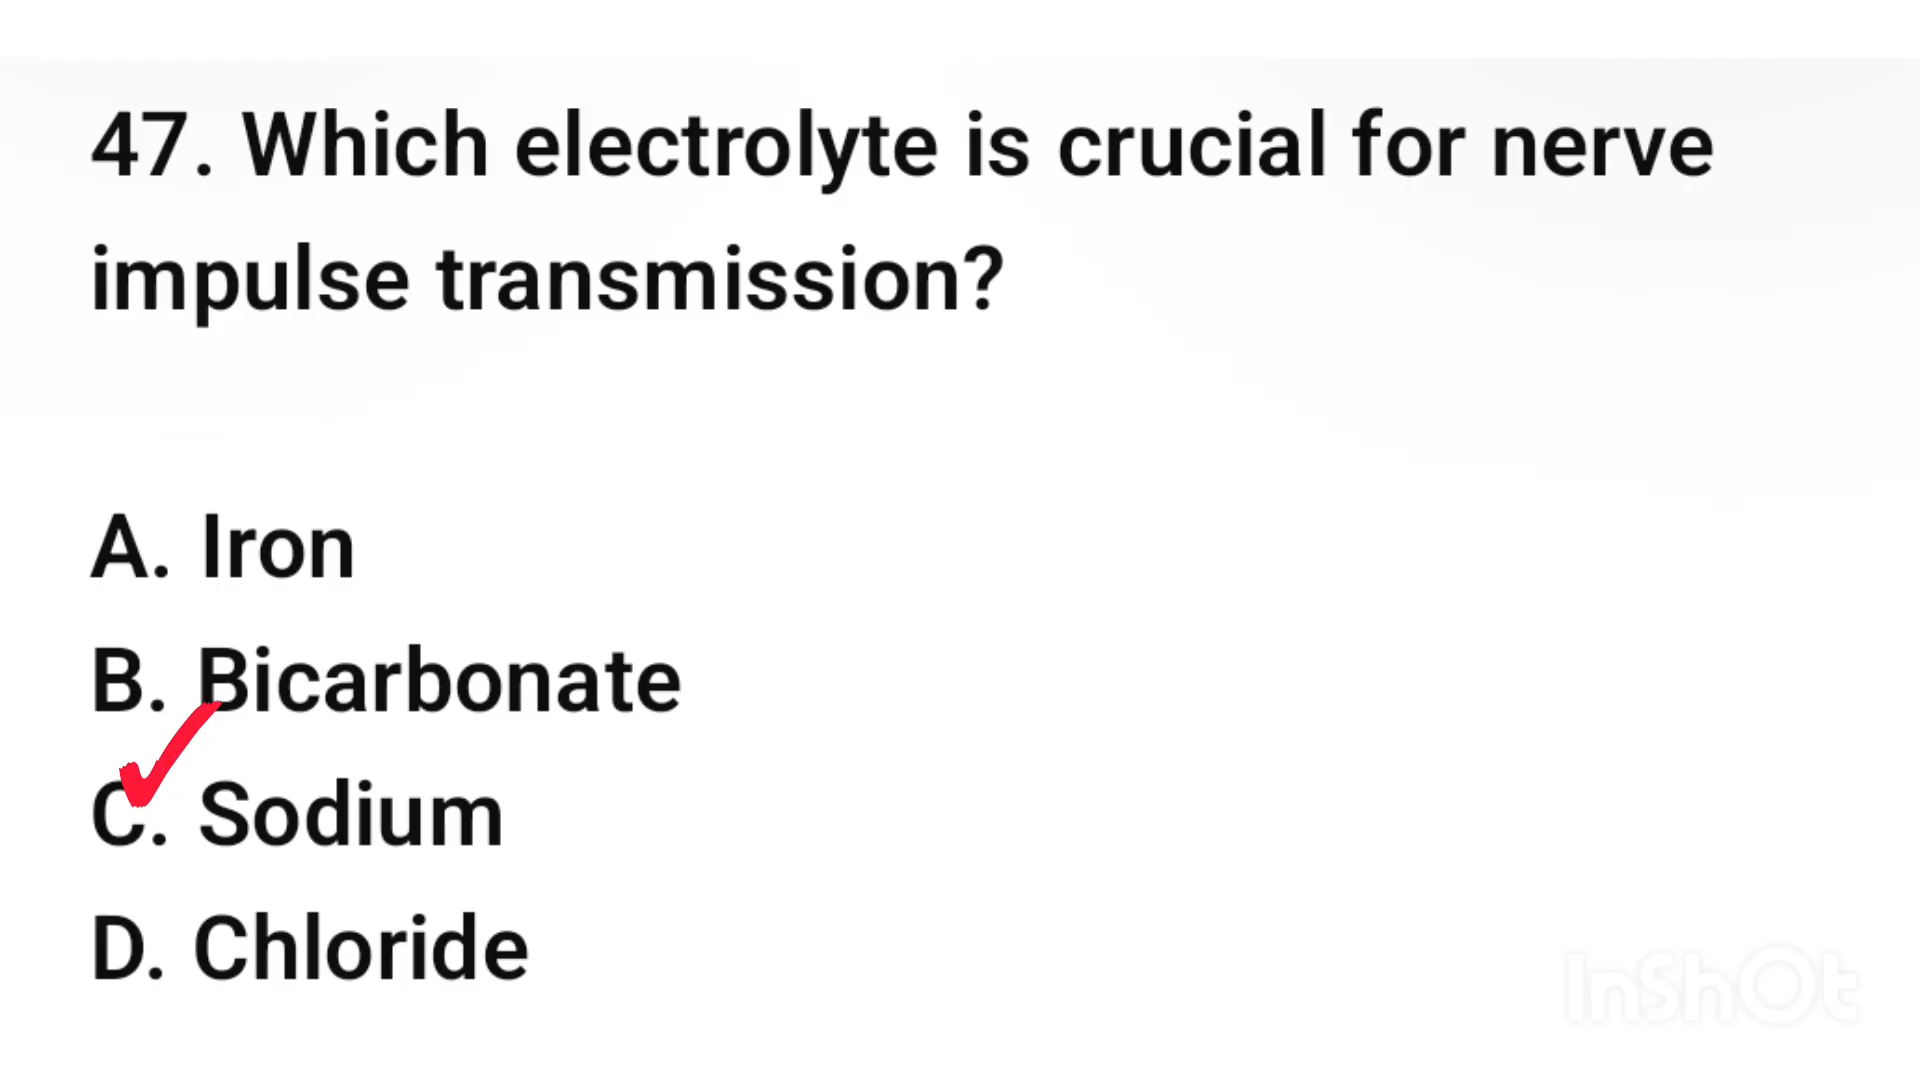 47. Which electrolyte is crucial for nerve
impulse transmission?
A. Iron
B. Bicarbonate
C. Sodium
D. Chloride
InShOt